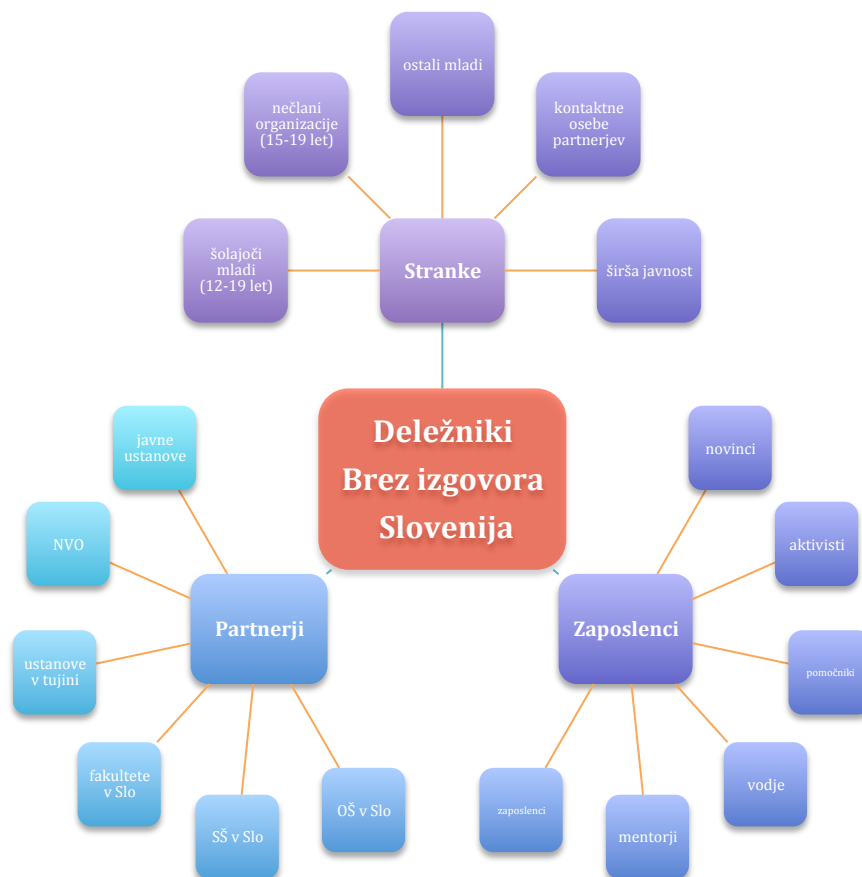 ostali mladi
nečlani
organizacije
(15-19 let)
kontaktne
osebe
partnerjev
šolajoči
mladi
(12-19 let)
Stranke
širša javnost
Deležniki
Brez izgovora
Slovenija
javne
ustanove
NVO
ustanove
v tujini
fakultete
v Slo
SŠ v Slo
OŠ v Slo
Partnerji
Zaposlenci
novinci
aktivisti
pomočniki
vodje
mentorji
zaposlenci